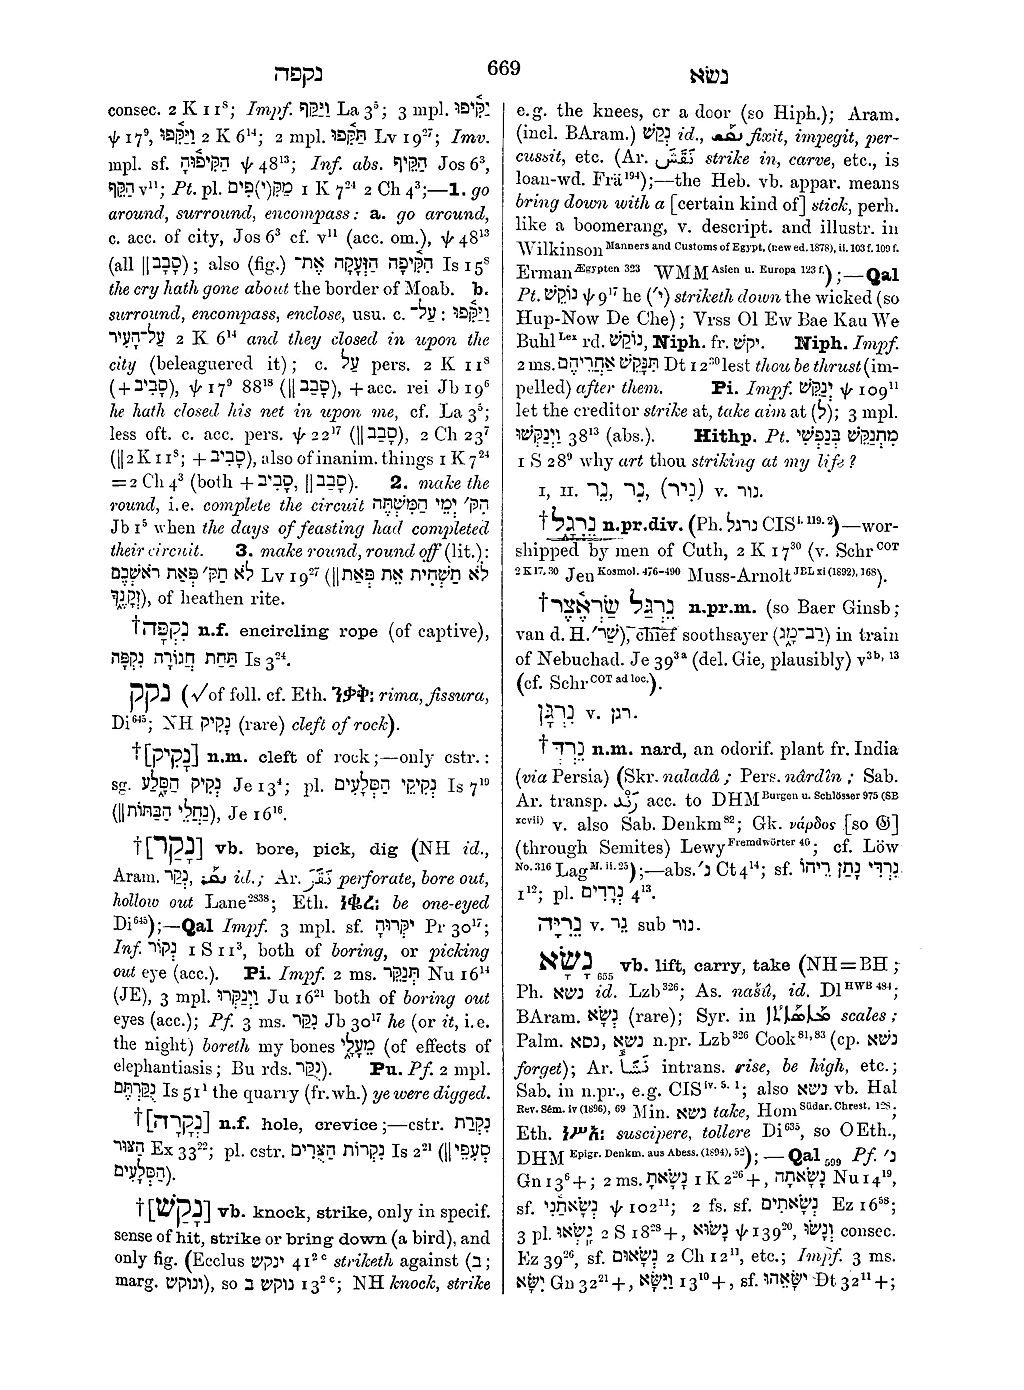 נקפה
669
נשׂא
consec. 2 K 11⁸; Impf. וַיַּקֵּף La 3⁵; 3 mpl. יַקִּיפוּ
ψ 17⁹, וַיַּקִּפוּ 2 K 6¹⁴; 2 mpl. תַּקִּפוּ Lv 19²⁷; Imv.
mpl. sf. הַקִּיפוּהָ ψ 48¹³; Inf. abs. הַקֵּיף Jos 6³,
הַקֵּף v¹¹; Pt. pl. מַקִּ(י)פִים 1 K 7²⁴ 2 Ch 4³;—1. go
around, surround, encompass: a. go around,
c. acc. of city, Jos 6³ cf. v¹¹ (acc. om.), ψ 48¹³
(all ‖ סָבַב); also (fig.) הִקִּיפָה הַזְּעָקָה אֶת־ Is 15⁸
the cry hath gone about the border of Moab. b.
surround, encompass, enclose, usu. c. עַל־: וַיַּקִּפוּ
עַל־הָעִיר 2 K 6¹⁴ and they closed in upon the
city (beleaguered it); c. עַל pers. 2 K 11⁸
(+ סָבִיב), ψ 17⁹ 88¹⁸ (‖ סָבַב), + acc. rei Jb 19⁶
he hath closed his net in upon me, cf. La 3⁵;
less oft. c. acc. pers. ψ 22¹⁷ (‖ סָבַב), 2 Ch 23⁷
(‖ 2 K 11⁸; + סָבִיב), also of inanim. things 1 K 7²⁴
= 2 Ch 4³ (both + סָבִיב, ‖ סָבַב). 2. make the
round, i.e. complete the circuit הִקּ׳ יְמֵי הַמִּשְׁתֶּה
Jb 1⁵ when the days of feasting had completed
their circuit. 3. make round, round off (lit.):
לֹא תַקּ׳ פְּאַת רֹאשְׁכֶם Lv 19²⁷ (‖ לֹא תַשְׁחִית אֵת פְּאַת
זְקָנֶךָ), of heathen rite.
†נִקְפָּה n.f. encircling rope (of captive),
תַּחַת חֲגוֹרָה נִקְפָּה Is 3²⁴.
נקק (√ of foll. cf. Eth. ንቃቅ: rima, fissura,
Di⁶⁴⁵; NH נָקִיק (rare) cleft of rock).
†[נָקִיק] n.m. cleft of rock;—only cstr.:
sg. נְקִיק הַסֶּלַע Je 13⁴; pl. נְקִיקֵי הַסְּלָעִים Is 7¹⁹
(‖ נַחֲלֵי הַבַּתּוֹת), Je 16¹⁶.
†[נָקַר] vb. bore, pick, dig (NH id.,
Aram. נְקַר, ܢܩܪ id.; Ar. نَقَرَ perforate, bore out,
hollow out Lane²⁸³⁸; Eth. ነቈረ: be one-eyed
Di⁶⁴⁵);—Qal Impf. 3 mpl. sf. יִקְּרוּהָ Pr 30¹⁷;
Inf. נְקוֹר 1 S 11³, both of boring, or picking
out eye (acc.). Pi. Impf. 2 ms. תְּנַקֵּר Nu 16¹⁴
(JE), 3 mpl. וַיְנַקְּרוּ Ju 16²¹ both of boring out
eyes (acc.); Pf. 3 ms. נִקַּר Jb 30¹⁷ he (or it, i.e.
the night) boreth my bones מֵעָלַי (of effects of
elephantiasis; Bu rds. נִקַּר). Pu. Pf. 2 mpl.
נֻקַּרְתֶּם Is 51¹ the quarry (fr. wh.) ye were digged.
†[נְקָרָה] n.f. hole, crevice;—cstr. נִקְרַת
הַצּוּר Ex 33²²; pl. cstr. נִקְרוֹת הַצֻּרִים Is 2²¹ (‖ סְעִפֵי
הַסְּלָעִים).
†[נָקַשׁ] vb. knock, strike, only in specif.
sense of hit, strike or bring down (a bird), and
only fig. (Ecclus ינקש 41² ᶜ striketh against (ב;
marg. ונוקש), so נוקש ב 13² ᶜ; NH knock, strike
e.g. the knees, or a door (so Hiph.); Aram.
(incl. BAram.) נְקַשׁ id., ܢܩܫ fixit, impegit, per-
cussit, etc. (Ar. نَقَشَ strike in, carve, etc., is
loan-wd. Frä¹⁹⁴);—the Heb. vb. appar. means
bring down with a [certain kind of] stick, perh.
like a boomerang, v. descript. and illustr. in
Wilkinson Manners and Customs of Egypt, (new ed. 1878), ii. 103 f. 109 f.
Erman Ægypten 323 WMM Asien u. Europa 123 f.);—Qal
Pt. נוֹקֵשׁ ψ 9¹⁷ he (י׳) striketh down the wicked (so
Hup-Now De Che); Vrss Ol Ew Bae Kau We
Buhl Lex rd. נוֹקַשׁ, Niph. fr. יקשׁ. Niph. Impf.
2 ms. תִּנָּקֵשׁ אַחֲרֵיהֶם Dt 12³⁰ lest thou be thrust (im-
pelled) after them. Pi. Impf. יְנַקֵּשׁ ψ 109¹¹
let the creditor strike at, take aim at (לְ); 3 mpl.
וַיְנַקְשׁוּ 38¹³ (abs.). Hithp. Pt. מִתְנַקֵּשׁ בְּנַפְשִׁי
1 S 28⁹ why art thou striking at my life?
I, II. נֵר, נִר, (נִיר) v. נור.
†נֵרְגַל n.pr.div. (Ph. נרגל CIS i. 119. 2)—wor-
shipped by men of Cuth, 2 K 17³⁰ (v. Schr COT
2 K 17, 30 Jen Kosmol. 476-490 Muss-Arnolt JBL xi (1892), 168).
†נֵרְגַל שַׂרְאֶצֶר n.pr.m. (so Baer Ginsb;
van d. H. שַׁר׳), chief soothsayer (רַב־מָג) in train
of Nebuchad. Je 39³ᵃ (del. Gie, plausibly) v³ᵇ, ¹³
(cf. Schr COT ad loc.).
נִרְגָּן v. רגן.
†נֵרְדְּ n.m. nard, an odorif. plant fr. India
(via Persia) (Skr. naladâ; Pers. nârdîn; Sab.
Ar. transp. رَنْد acc. to DHM Burgen u. Schlösser 975 (SB
xcvii) v. also Sab. Denkm⁸²; Gk. νάρδος [so 𝔊]
(through Semites) Lewy Fremdwörter 40; cf. Löw
No. 316 Lag M. ii. 25);—abs. נ׳ Ct 4¹⁴; sf. נִרְדִּי נָתַן רֵיחוֹ
1¹²; pl. נְרָדִים 4¹³.
נֵרִיָּה v. נֵר sub נור.
נָשָׂא 655 vb. lift, carry, take (NH = BH;
Ph. נשא id. Lzb³²⁶; As. našû, id. Dl HWB 484;
BAram. נְשָׂא (rare); Syr. in scales;
Palm. נשא, נסא n.pr. Lzb³²⁶ Cook⁸¹,⁸³ (cp. נשׁא
forget); Ar. نَشَأَ intrans. rise, be high, etc.;
Sab. in n.pr., e.g. CIS iv. 5. 1; also נשא vb. Hal
Rev. Sém. iv (1896), 69 Min. נשא take, Hom Südar. Chrest. 128;
Eth. ነሥአ: suscipere, tollere Di⁶³⁵, so OEth.,
DHM Epigr. Denkm. aus Abess. (1894), 52);—Qal 599 Pf. נ׳
Gn 13⁶ +; 2 ms. נָשָׂאתָ 1 K 2²⁶ +, נָשָׂאתָה Nu 14¹⁹,
sf. נְשָׂאתַנִי ψ 102¹¹; 2 fs. sf. נְשָׂאתִים Ez 16⁵⁸;
3 pl. נָשְׂאוּ 2 S 18²⁸ +, נָשׂוּא ψ 139²⁰, וְנָשׂוּ consec.
Ez 39²⁶, sf. נְשָׂאוּם 2 Ch 12¹¹, etc.; Impf. 3 ms.
יִשָּׂא Gn 32²¹ +, וַיִּשָּׂא 13¹⁰ +, sf. יִשָּׂאֵהוּ Dt 32¹¹ +;